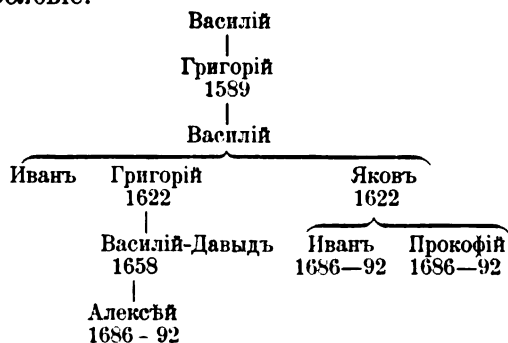 Василій
Григорій
1589
Василій
Иванъ Григорій Яковъ
1622 1622
Василій-Давыдъ Иванъ Прокофій
1658 1686—92 1686—92
Алексѣй
1686 - 92